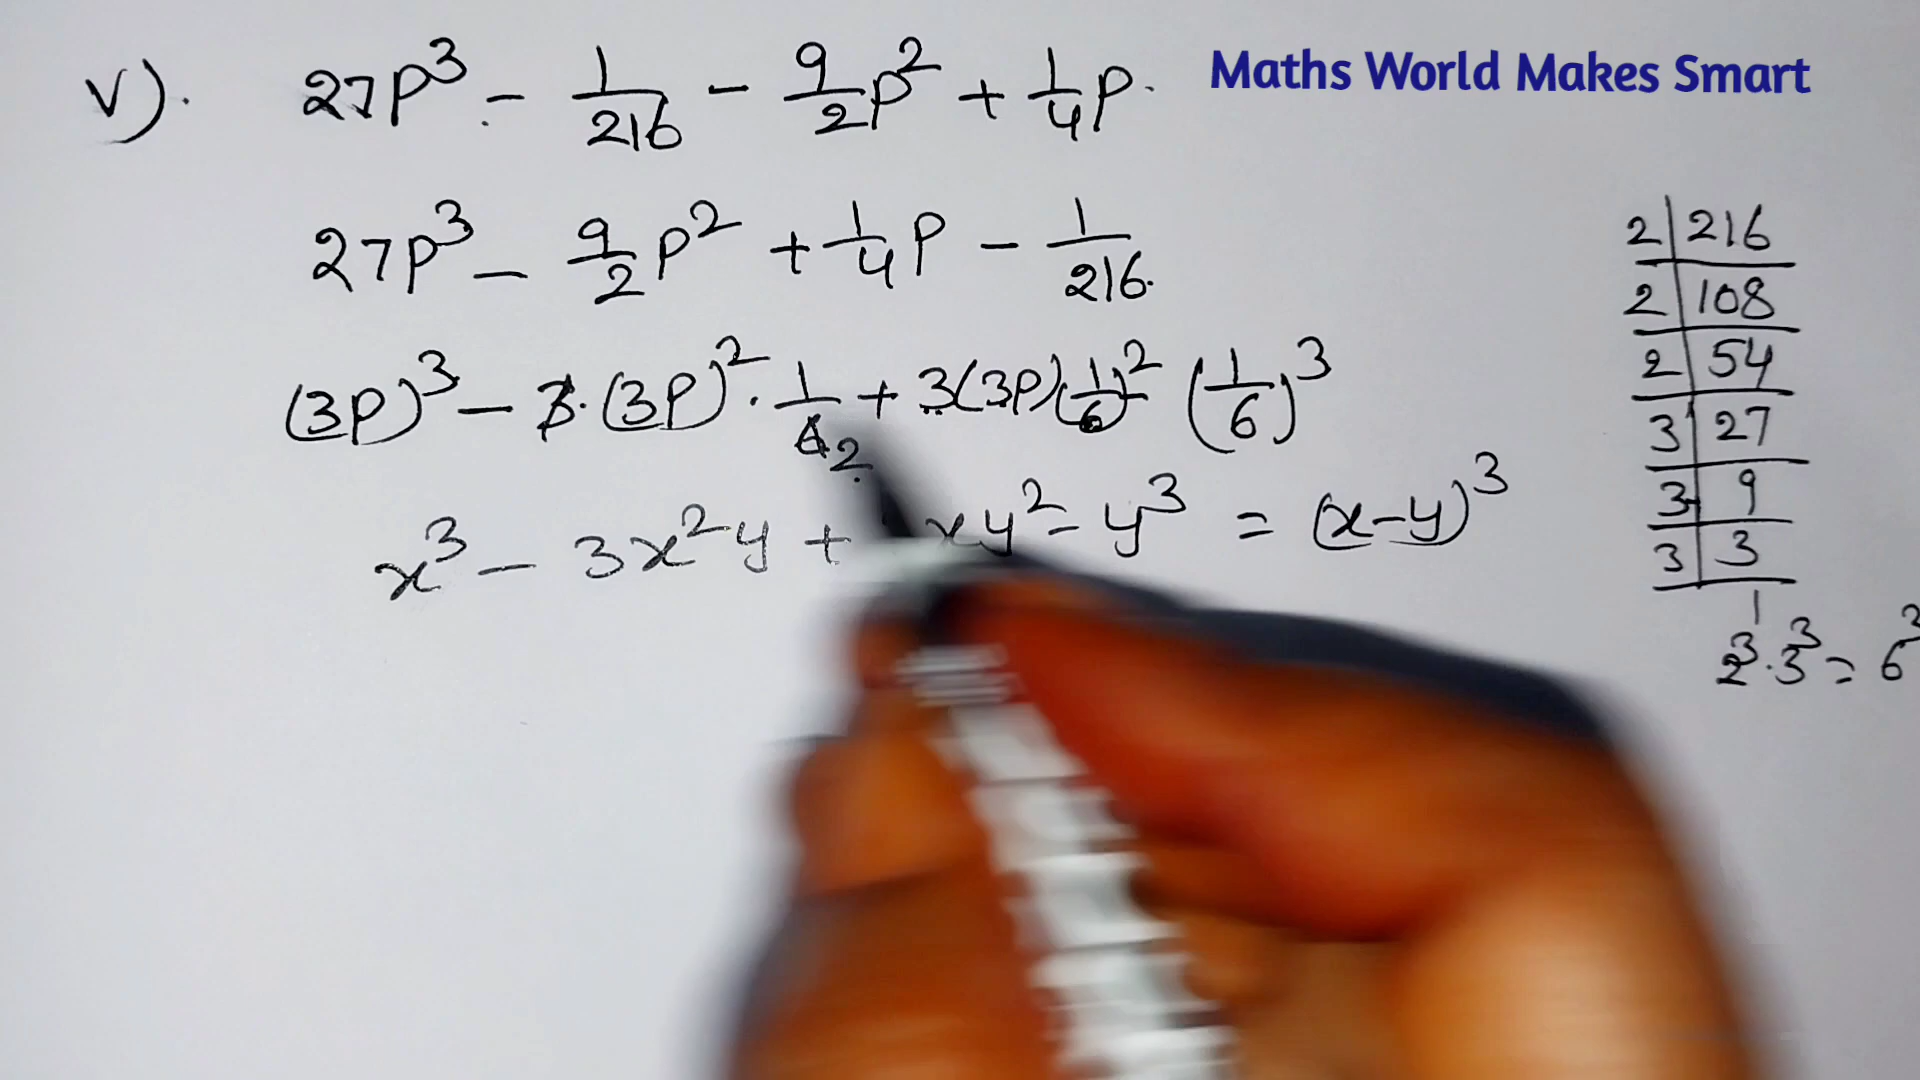 v). 27p³ - 1/216 - 9/2 p² + 1/4 p.
Maths World Makes Smart
27p³ - 9/2 p² + 1/4 p - 1/216.
(3p)³ - 3·(3p)² · 1/6 2 + 3(3p)(1/6)² - (1/6)³
x³ - 3x²y + xy² - y³ = (x-y)³
2 | 216
2 | 108
2 | 54
3 | 27
3 | 9
3 | 3
1
2³·3³ = 6³